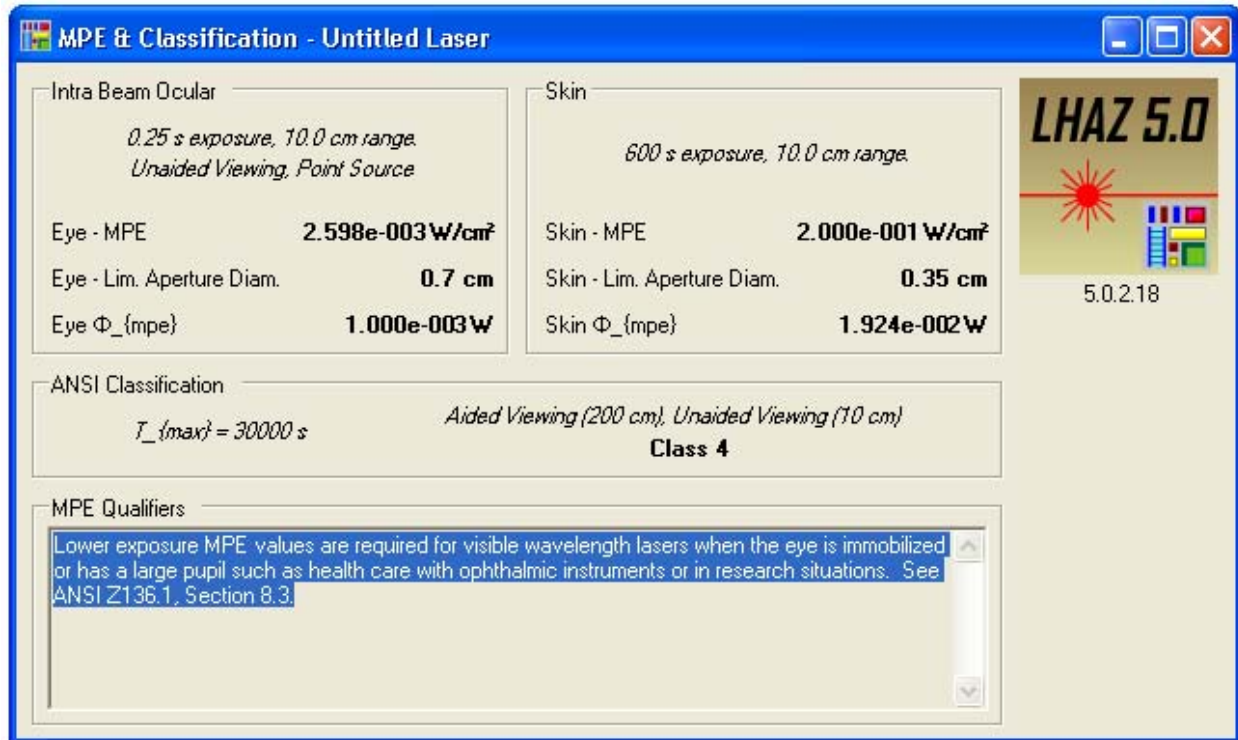 MPE & Classification - Untitled Laser
Intra Beam Ocular
0.25 s exposure, 10.0 cm range.
Unaided Viewing, Point Source
Eye - MPE 2.598e-003 W/cm²
Eye - Lim. Aperture Diam. 0.7 cm
Eye Φ_{mpe} 1.000e-003 W
Skin
600 s exposure, 10.0 cm range.
Skin - MPE 2.000e-001 W/cm²
Skin - Lim. Aperture Diam. 0.35 cm
Skin Φ_{mpe} 1.924e-002 W
LHAZ 5.0
5.0.2.18
ANSI Classification
T_{max} = 30000 s
Aided Viewing (200 cm), Unaided Viewing (10 cm)
Class 4
MPE Qualifiers
Lower exposure MPE values are required for visible wavelength lasers when the eye is immobilized
or has a large pupil such as health care with ophthalmic instruments or in research situations. See
ANSI Z136.1, Section 8.3.